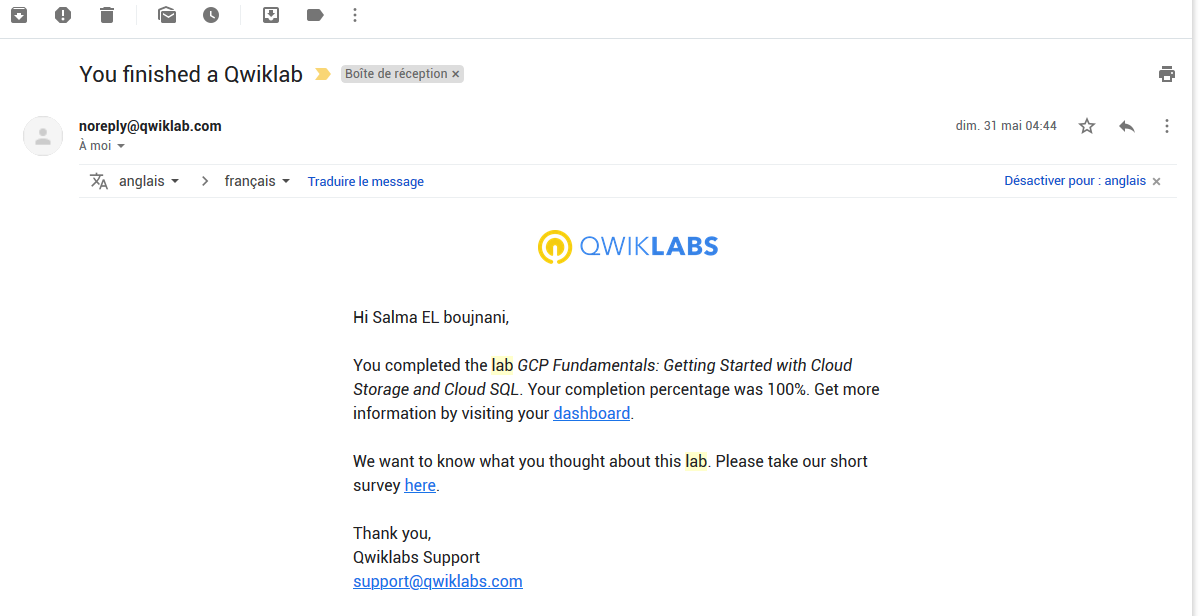 You finished a Qwiklab Boîte de réception ×
noreply@qwiklab.com dim. 31 mai 04:44
À moi
anglais > français Traduire le message Désactiver pour : anglais ×
QWIKLABS
Hi Salma EL boujnani,
You completed the lab GCP Fundamentals: Getting Started with Cloud
Storage and Cloud SQL. Your completion percentage was 100%. Get more
information by visiting your dashboard.
We want to know what you thought about this lab. Please take our short
survey here.
Thank you,
Qwiklabs Support
support@qwiklabs.com